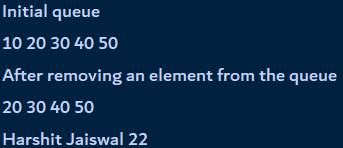 Initial queue
10 20 30 40 50
After removing an element from the queue
20 30 40 50
Harshit Jaiswal 22